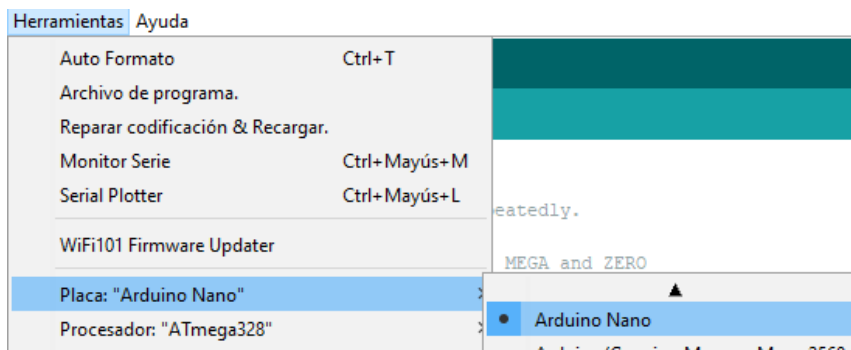 Herramientas Ayuda
Auto Formato Ctrl+T
Archivo de programa.
Reparar codificación & Recargar.
Monitor Serie Ctrl+Mayús+M
Serial Plotter Ctrl+Mayús+L
eatedly.
WiFi101 Firmware Updater
MEGA and ZERO
Placa: "Arduino Nano"
Arduino Nano
Procesador: "ATmega328"